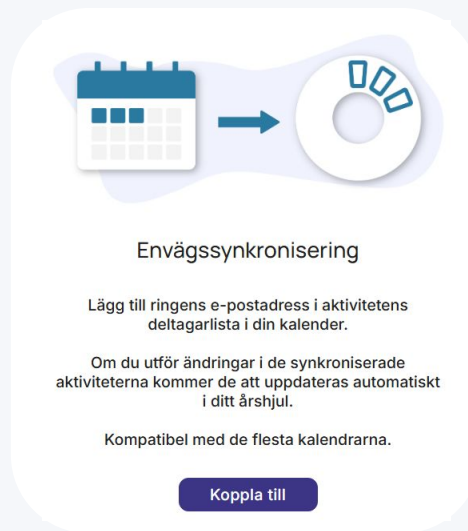 Envägssynkronisering
Lägg till ringens e-postadress i aktivitetens
deltagarlista i din kalender.
Om du utför ändringar i de synkroniserade
aktiviteterna kommer de att uppdateras automatiskt
i ditt årshjul.
Kompatibel med de flesta kalendrarna.
Koppla till